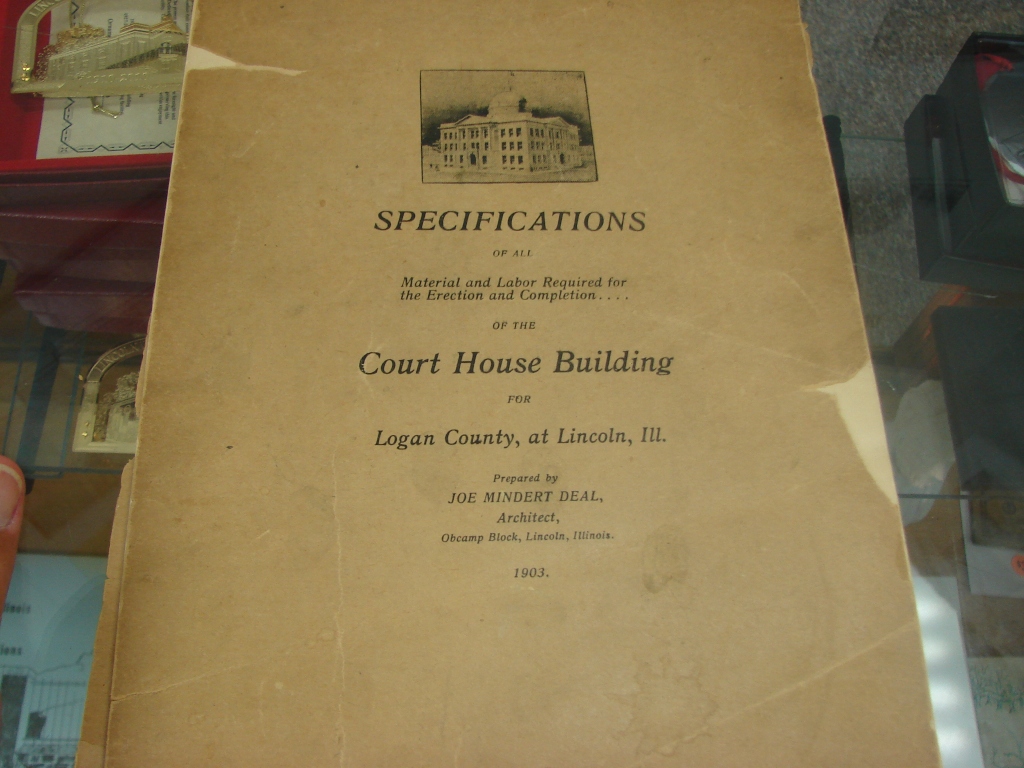 SPECIFICATIONS
OF ALL
Material and Labor Required for
the Erection and Completion....
OF THE
Court House Building
FOR
Logan County, at Lincoln, Ill.
Prepared by
JOE MINDERT DEAL,
Architect,
Obcamp Block, Lincoln, Illinois.
1903.